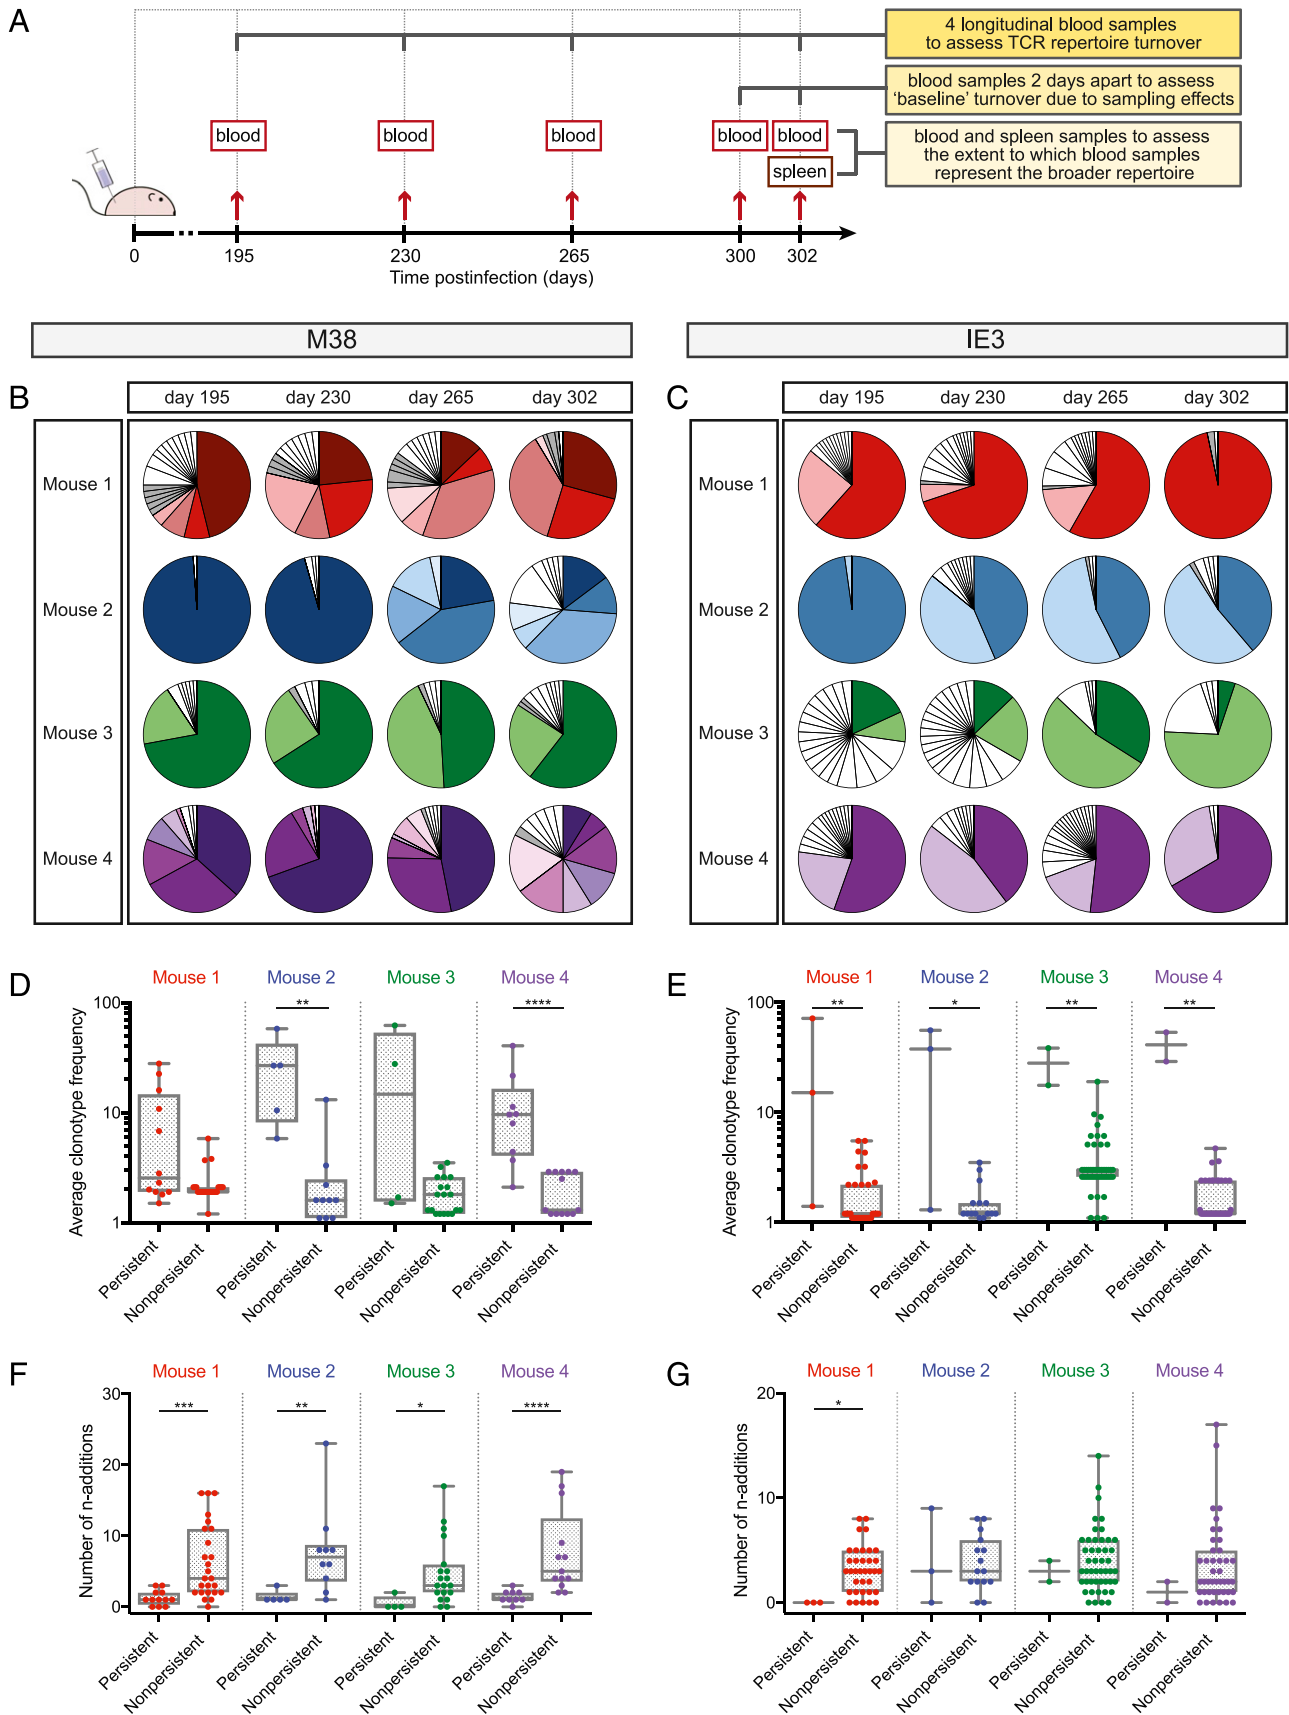 A
4 longitudinal blood samples
to assess TCR repertoire turnover
blood samples 2 days apart to assess
'baseline' turnover due to sampling effects
blood and spleen samples to assess
the extent to which blood samples
represent the broader repertoire
blood blood blood blood blood
spleen
0 195 230 265 300 302
Time postinfection (days)
M38
IE3
B
day 195 day 230 day 265 day 302
Mouse 1
Mouse 2
Mouse 3
Mouse 4
C
day 195 day 230 day 265 day 302
Mouse 1
Mouse 2
Mouse 3
Mouse 4
D
Mouse 1 Mouse 2 Mouse 3 Mouse 4
Average clonotype frequency
100
10
1
** ****
Persistent Nonpersistent Persistent Nonpersistent Persistent Nonpersistent Persistent Nonpersistent
E
Mouse 1 Mouse 2 Mouse 3 Mouse 4
Average clonotype frequency
100
10
1
** * ** **
Persistent Nonpersistent Persistent Nonpersistent Persistent Nonpersistent Persistent Nonpersistent
F
Mouse 1 Mouse 2 Mouse 3 Mouse 4
Number of n-additions
30
20
10
0
*** ** * ****
Persistent Nonpersistent Persistent Nonpersistent Persistent Nonpersistent Persistent Nonpersistent
G
Mouse 1 Mouse 2 Mouse 3 Mouse 4
Number of n-additions
20
10
0
*
Persistent Nonpersistent Persistent Nonpersistent Persistent Nonpersistent Persistent Nonpersistent